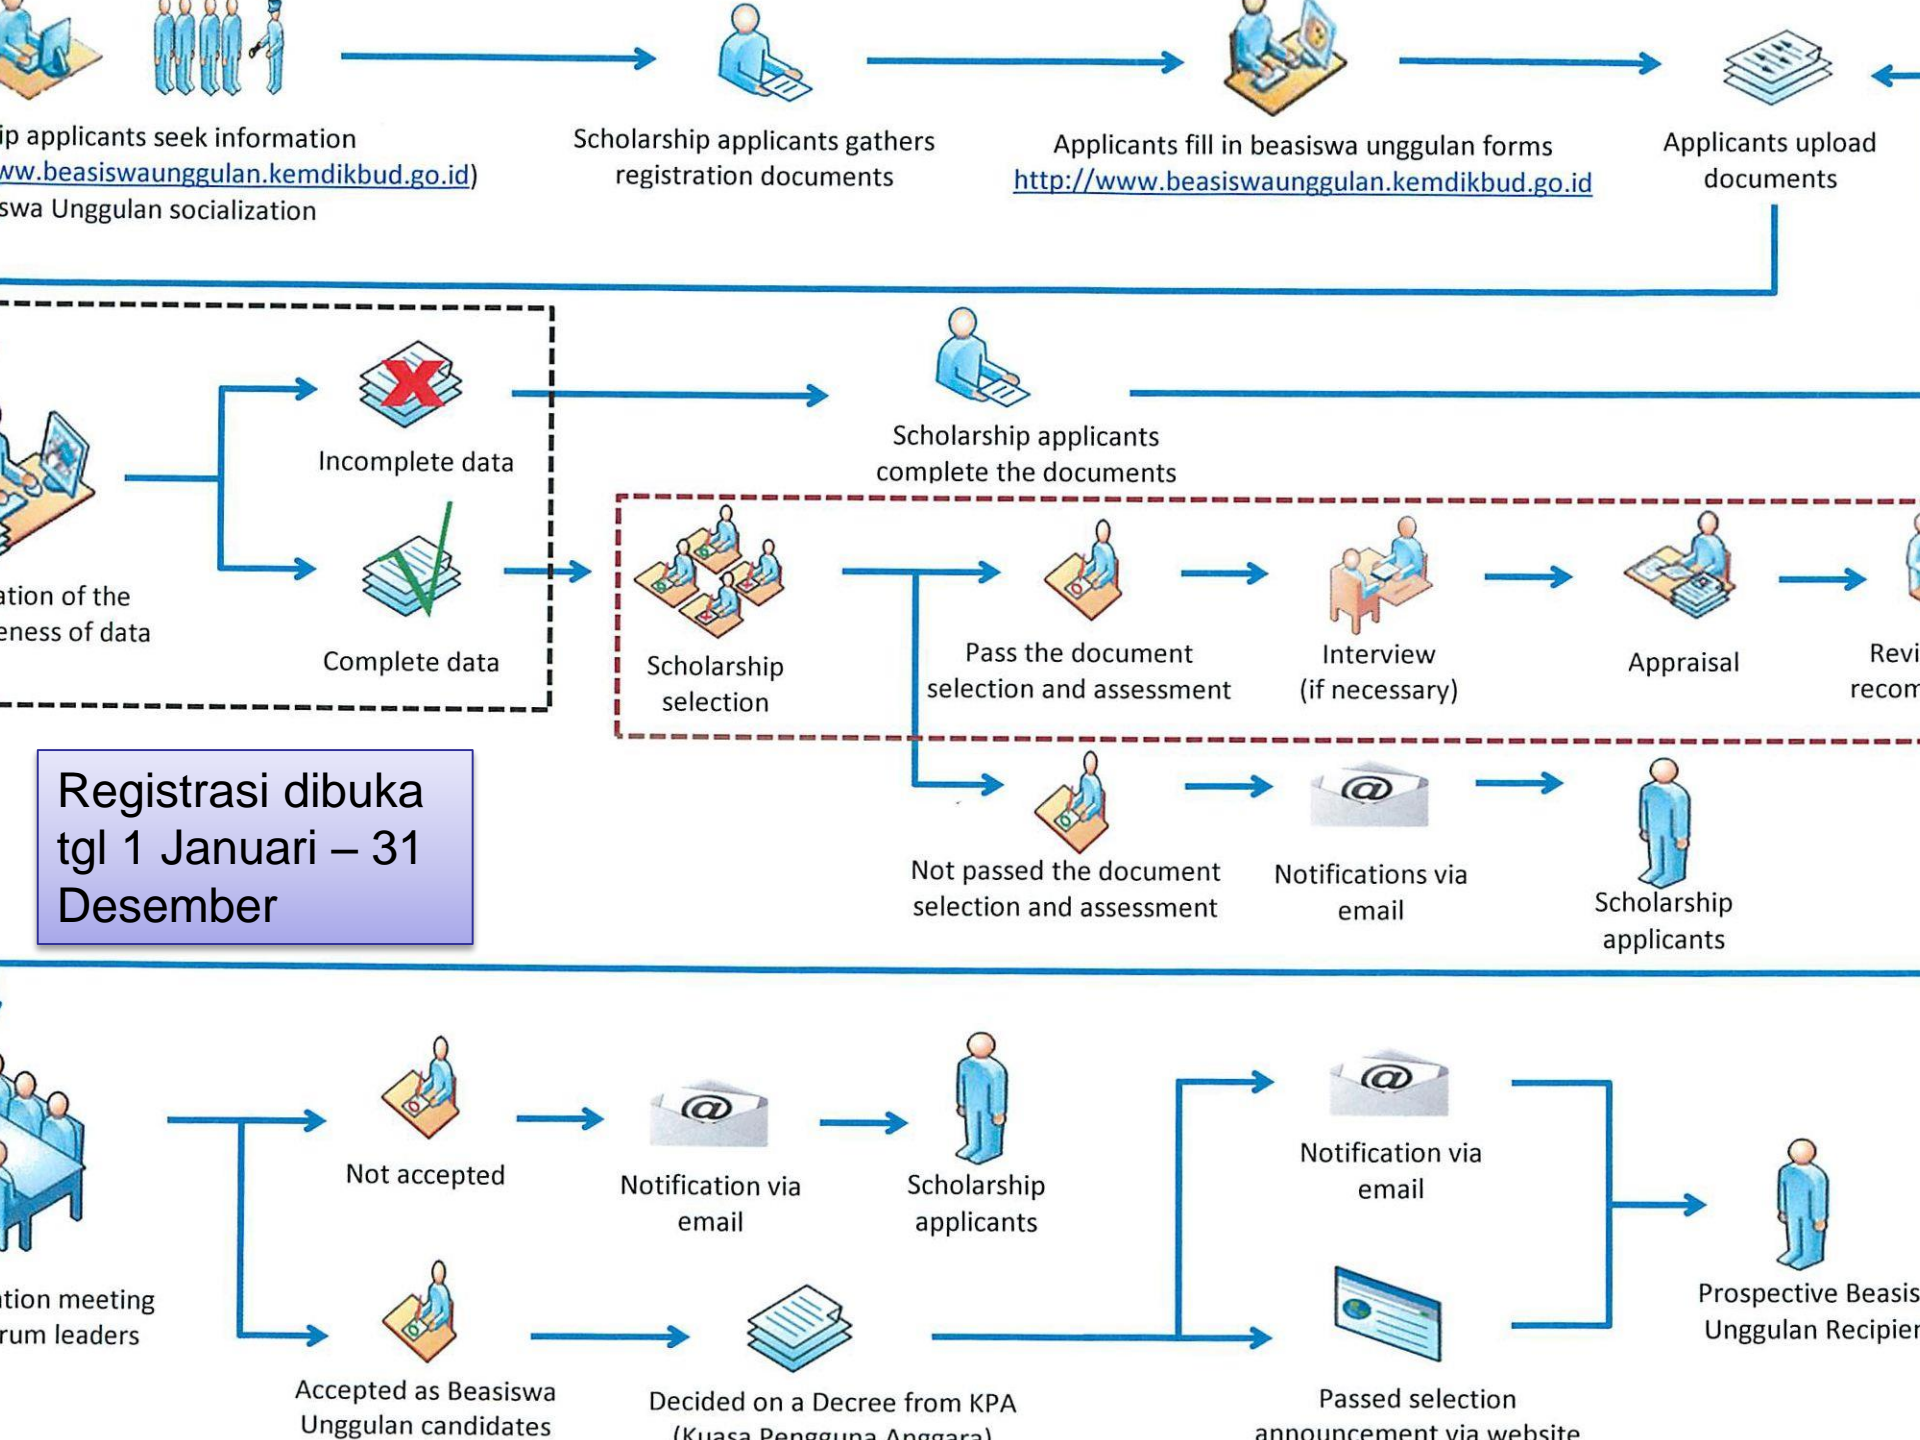 ip applicants seek information
ww.beasiswaunggulan.kemdikbud.go.id)
swa Unggulan socialization
Scholarship applicants gathers
registration documents
Applicants fill in beasiswa unggulan forms
http://www.beasiswaunggulan.kemdikbud.go.id
Applicants upload
documents
Incomplete data
Scholarship applicants
complete the documents
ation of the
eness of data
Complete data
Scholarship
selection
Pass the document
selection and assessment
Interview
(if necessary)
Appraisal
Revi
recom
Registrasi dibuka
tgl 1 Januari – 31
Desember
Not passed the document
selection and assessment
Notifications via
email
Scholarship
applicants
Not accepted
Notification via
email
Scholarship
applicants
Notification via
email
ation meeting
rum leaders
Prospective Beasis
Unggulan Recipier
Accepted as Beasiswa
Unggulan candidates
Decided on a Decree from KPA
(Kuasa Pengguna Anggara)
Passed selection
announcement via website